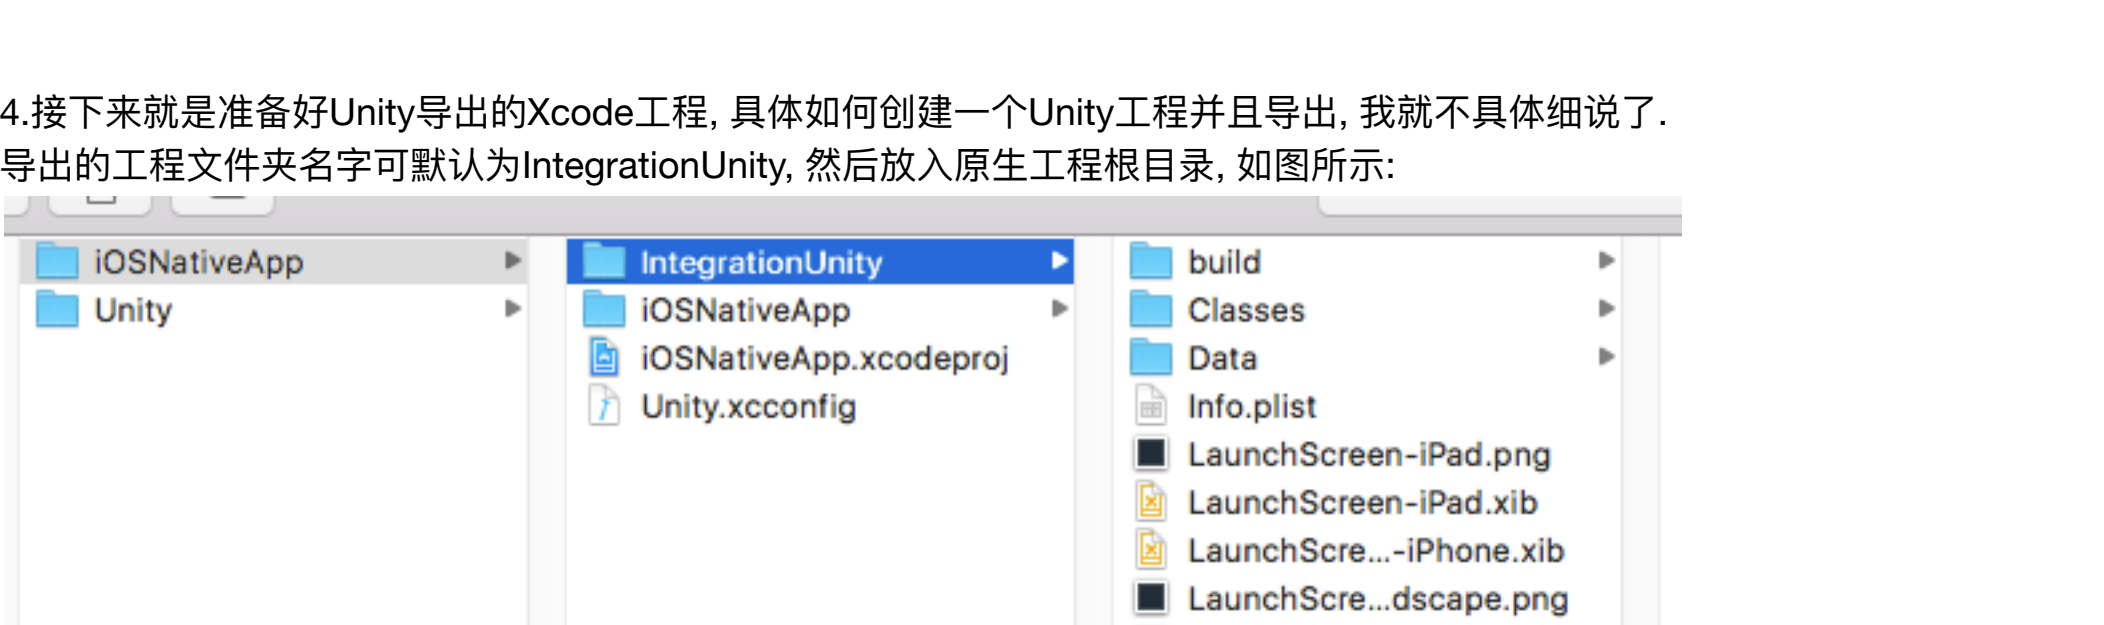 4.接下来就是准备好Unity导出的Xcode工程, 具体如何创建一个Unity工程并且导出, 我就不具体细说了.
导出的工程文件夹名字可默认为IntegrationUnity, 然后放入原生工程根目录, 如图所示:
iOSNativeApp
Unity
IntegrationUnity
iOSNativeApp
iOSNativeApp.xcodeproj
Unity.xcconfig
build
Classes
Data
Info.plist
LaunchScreen-iPad.png
LaunchScreen-iPad.xib
LaunchScre...-iPhone.xib
LaunchScre...dscape.png